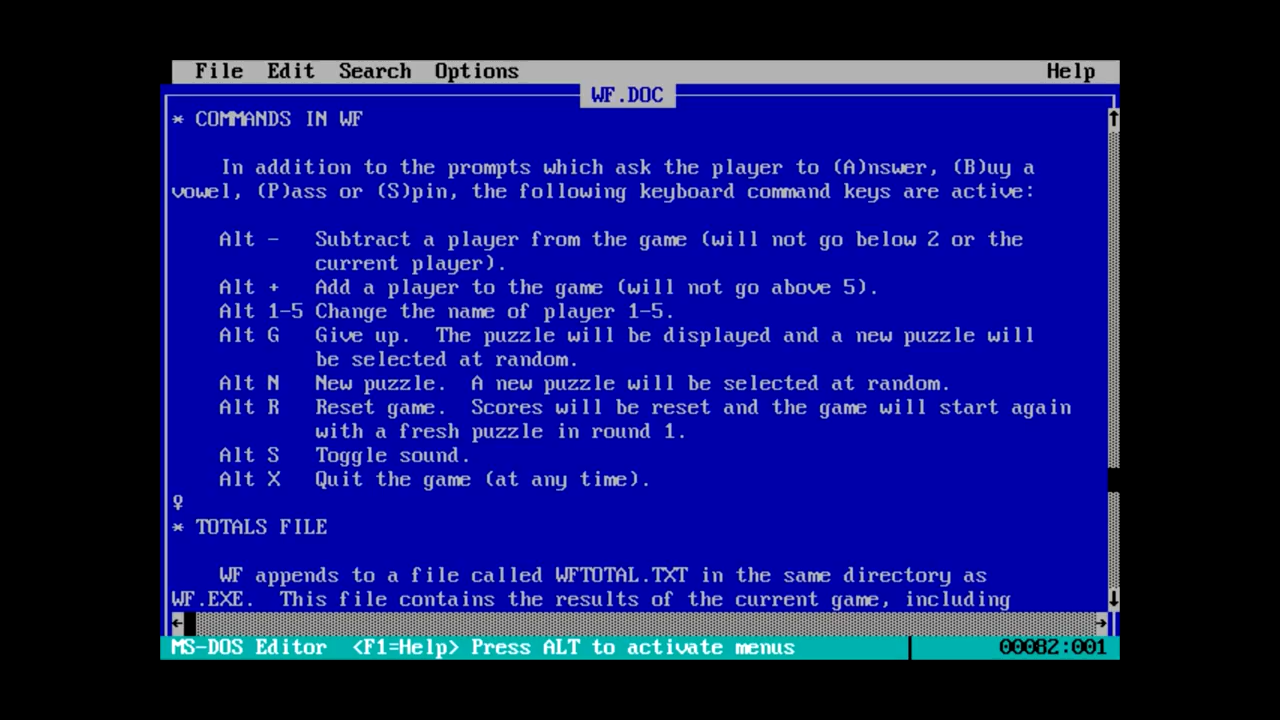 File Edit Search Options Help
WF.DOC
* COMMANDS IN WF
In addition to the prompts which ask the player to (A)nswer, (B)uy a
vowel, (P)ass or (S)pin, the following keyboard command keys are active:
Alt - Subtract a player from the game (will not go below 2 or the
current player).
Alt + Add a player to the game (will not go above 5).
Alt 1-5 Change the name of player 1-5.
Alt G Give up. The puzzle will be displayed and a new puzzle will
be selected at random.
Alt N New puzzle. A new puzzle will be selected at random.
Alt R Reset game. Scores will be reset and the game will start again
with a fresh puzzle in round 1.
Alt S Toggle sound.
Alt X Quit the game (at any time).
♀
* TOTALS FILE
WF appends to a file called WFTOTAL.TXT in the same directory as
WF.EXE. This file contains the results of the current game, including
MS-DOS Editor <F1=Help> Press ALT to activate menus 00082:001